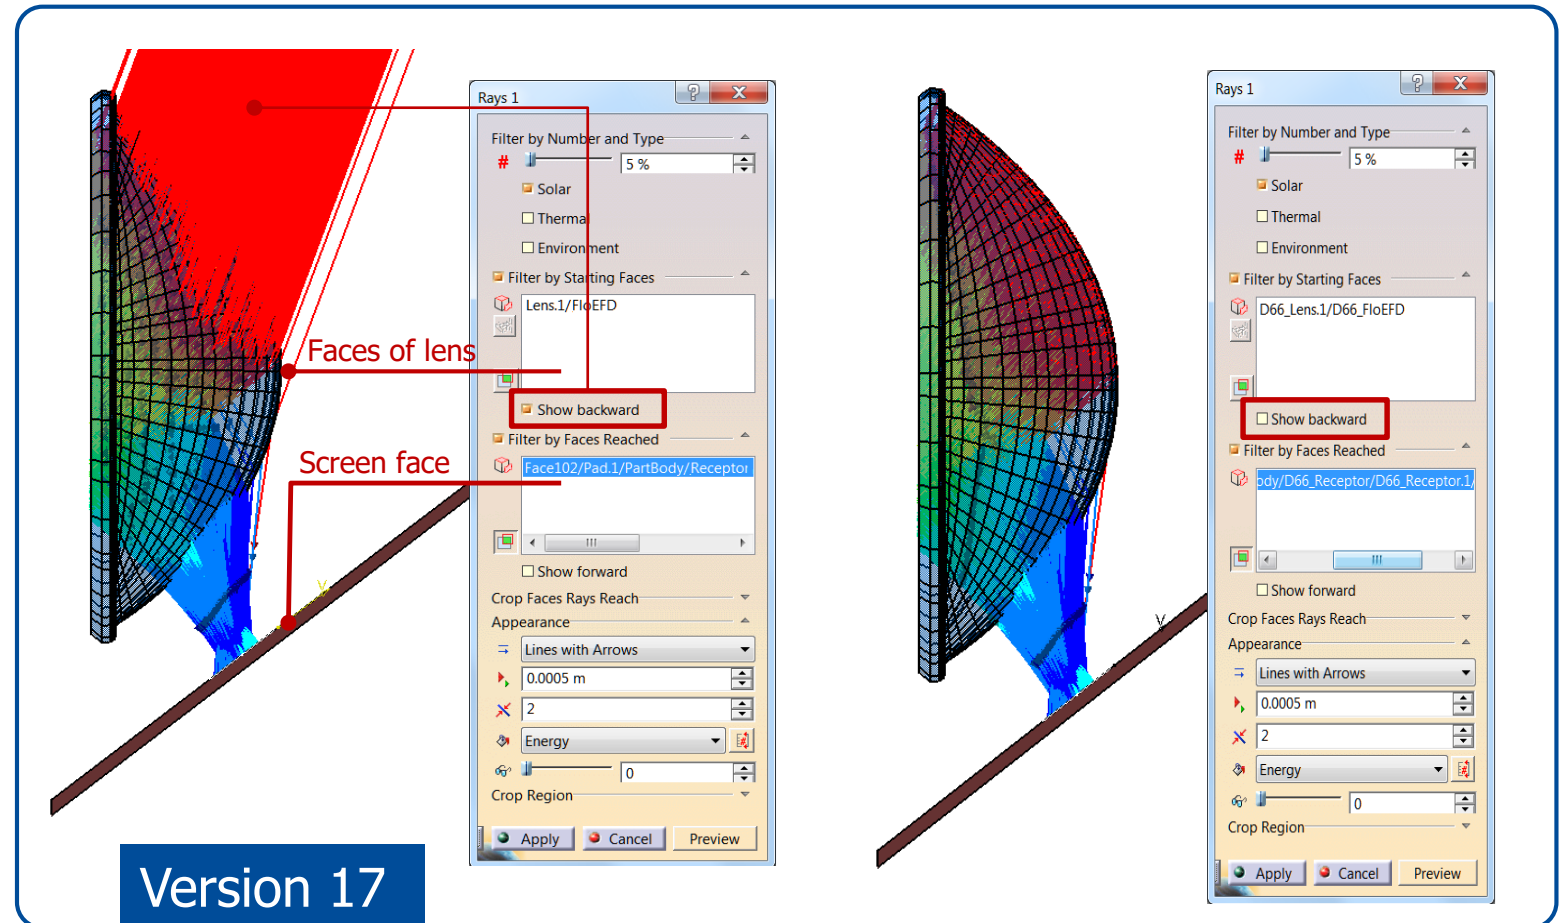 Rays 1
Filter by Number and Type
#
5 %
Solar
Thermal
Environment
Filter by Starting Faces
Lens.1/FloEFD
Faces of lens
Show backward
Filter by Faces Reached
Screen face
Face102/Pad.1/PartBody/Receptor
Show forward
Crop Faces Rays Reach
Appearance
Lines with Arrows
0.0005 m
2
Energy
0
Crop Region
Apply
Cancel
Preview
Version 17
Rays 1
Filter by Number and Type
#
5 %
Solar
Thermal
Environment
Filter by Starting Faces
D66_Lens.1/D66_FloEFD
Show backward
Filter by Faces Reached
ody/D66_Receptor/D66_Receptor.1/
Show forward
Crop Faces Rays Reach
Appearance
Lines with Arrows
0.0005 m
2
Energy
0
Crop Region
Apply
Cancel
Preview